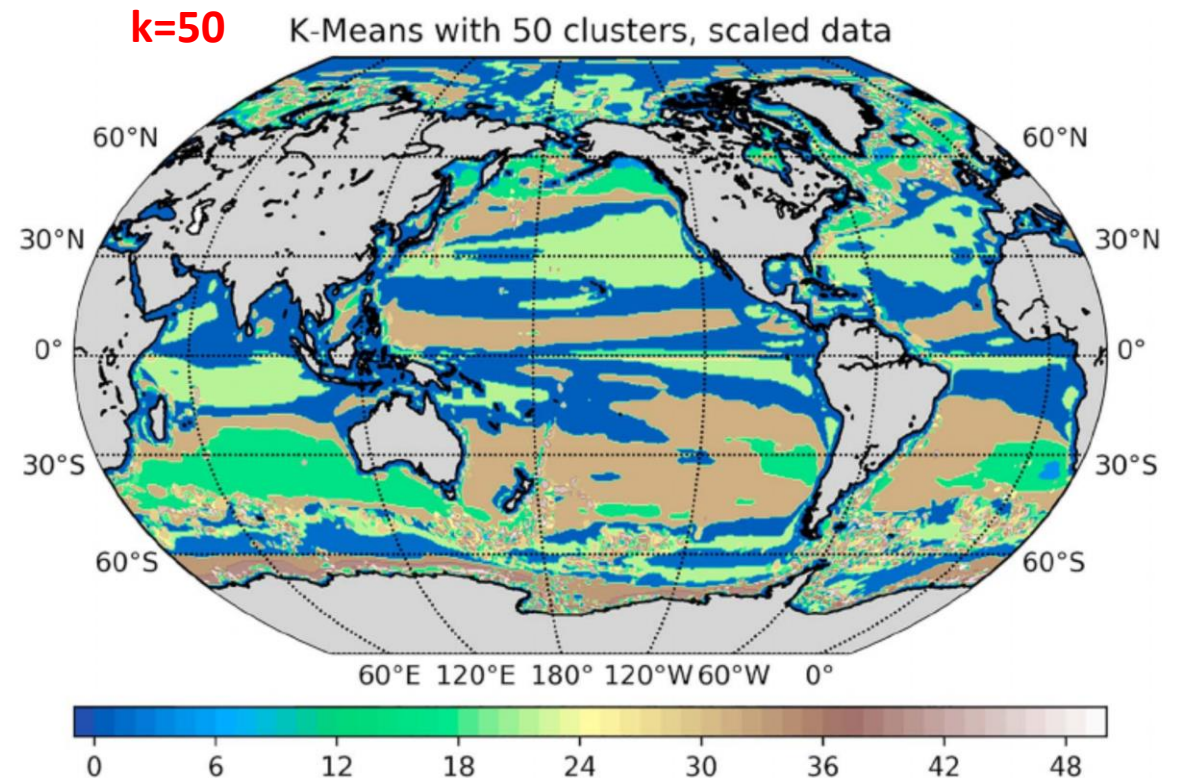 k=50 K-Means with 50 clusters, scaled data
60°N 60°N
30°N 30°N
0° 0°
30°S 30°S
60°S 60°S
60°E 120°E 180° 120°W 60°W 0°
0 6 12 18 24 30 36 42 48